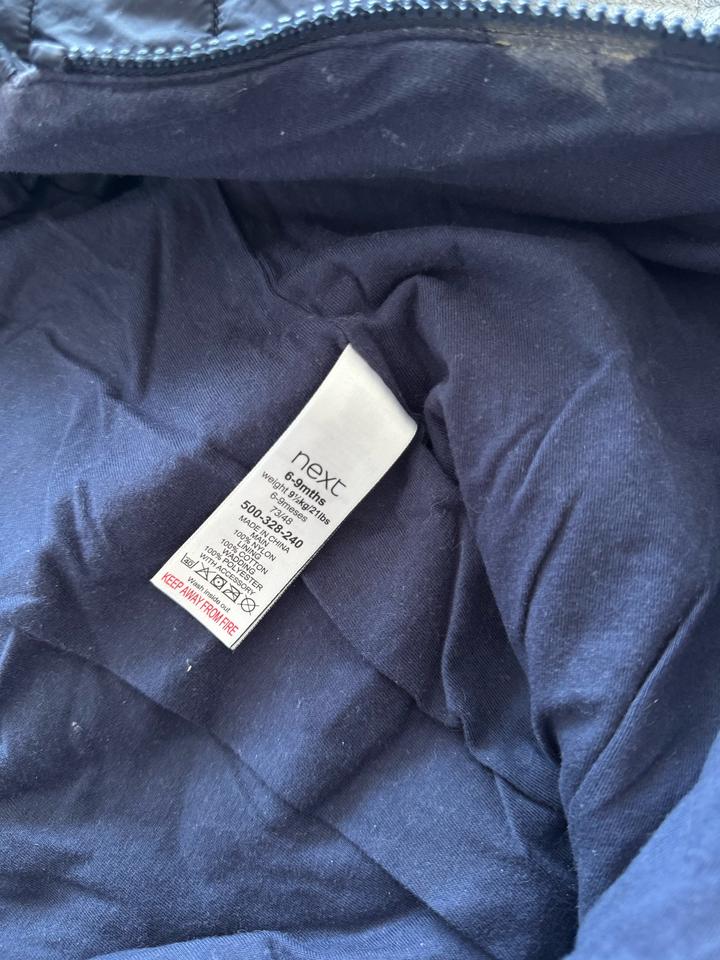 next
6-9mths
weight 9½kg/21lbs
6-9meses
73/48
500-328-240
MADE IN CHINA
MAIN
100% NYLON
LINING
100% COTTON
WADDING
100% POLYESTER
WITH ACCESSORY
40
Wash inside out
KEEP AWAY FROM FIRE